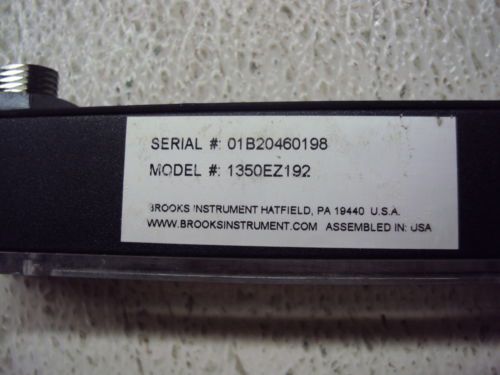 SERIAL #: 01B20460198
MODEL #: 1350EZ192
BROOKS INSTRUMENT HATFIELD, PA 19440 U.S.A.
WWW.BROOKSINSTRUMENT.COM ASSEMBLED IN: USA